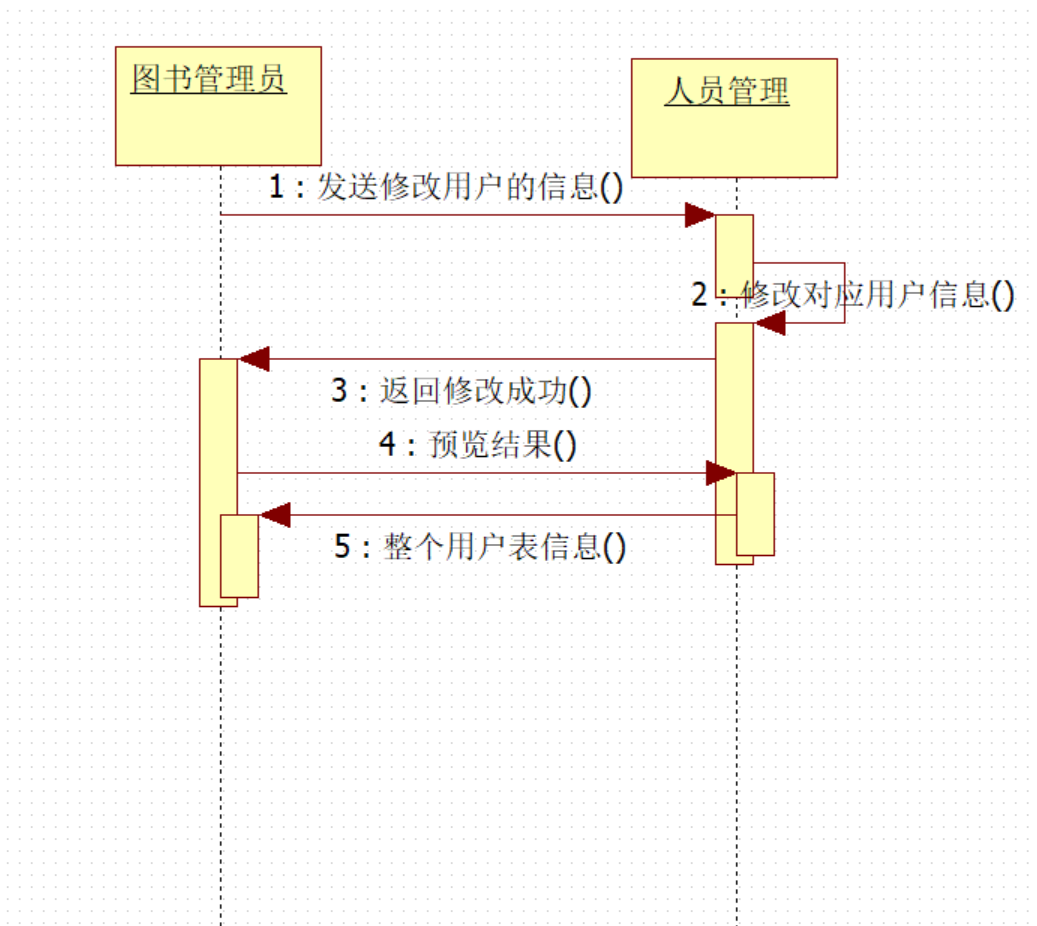 图书管理员
人员管理
1：发送修改用户的信息()
2：修改对应用户信息()
3：返回修改成功()
4：预览结果()
5：整个用户表信息()